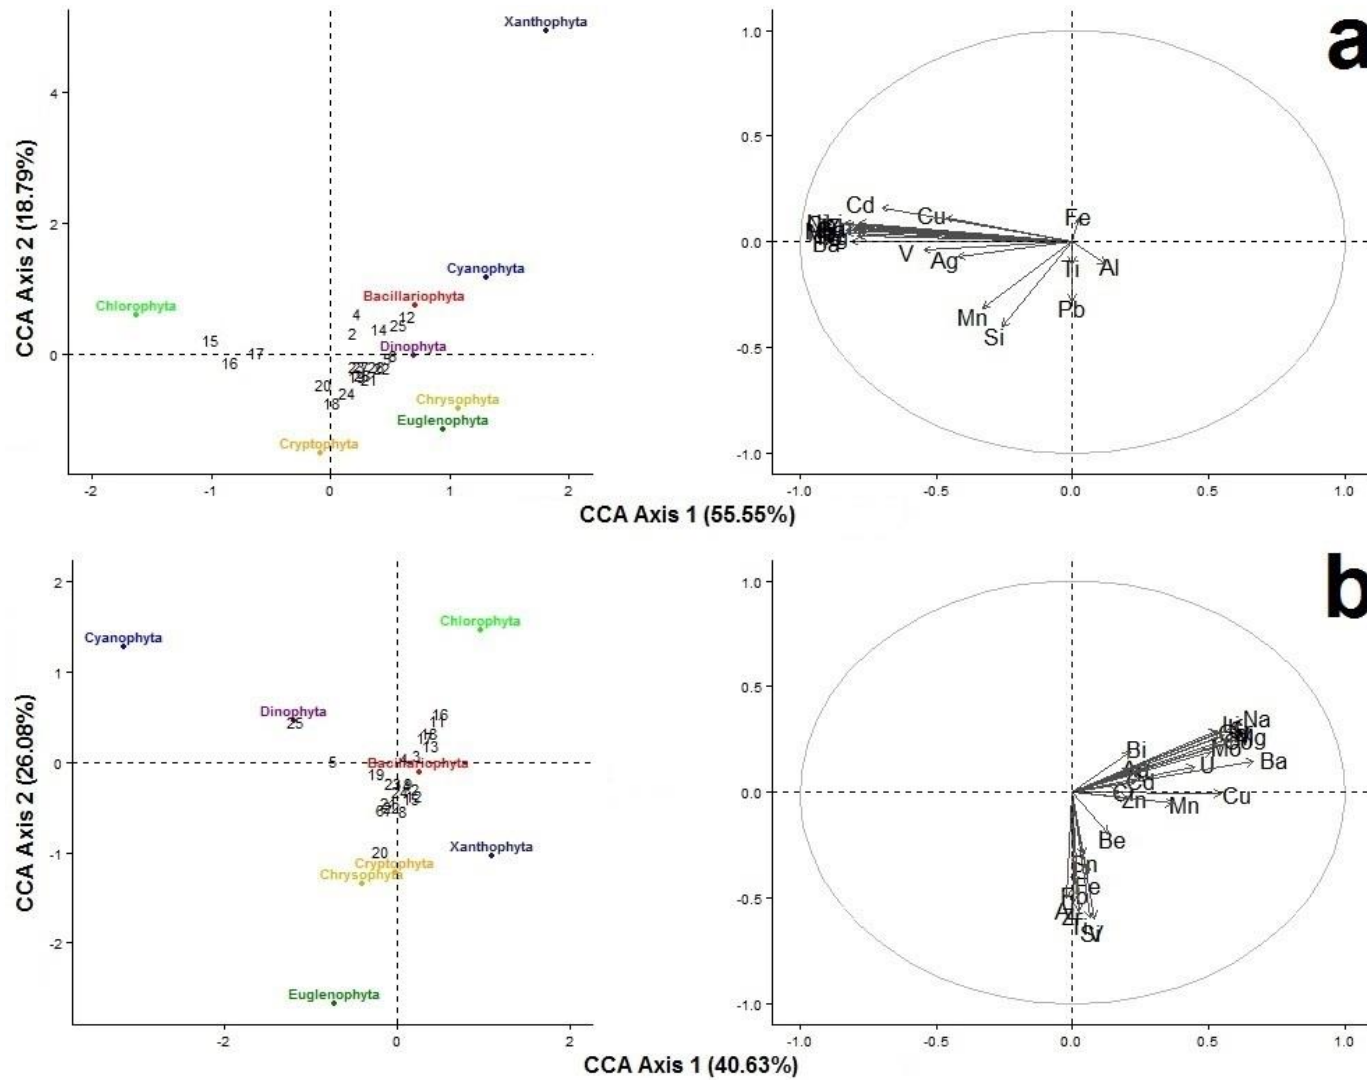 a
Xanthophyta
Cyanophyta
Bacillariophyta
Chlorophyta
Dinophyta
Chrysophyta
Euglenophyta
Cryptophyta
4
12
25
14
2
15
16
17
20
24
18
21
22
CCA Axis 2 (18.79%)
4
2
0
-2
-1
0
1
2
1.0
0.5
0.0
-0.5
-1.0
Cd
Cu
Fe
Ba
V
Ag
Ti
Al
Mn
Pb
Si
-1.0
-0.5
0.0
0.5
1.0
CCA Axis 1 (55.55%)
b
Cyanophyta
Chlorophyta
Dinophyta
Bacillariophyta
Xanthophyta
Cryptophyta
Chrysophyta
Euglenophyta
25
5
16
11
13
3
19
20
12
8
CCA Axis 2 (26.08%)
2
1
0
-1
-2
-2
0
2
1.0
0.5
0.0
-0.5
-1.0
Na
Bi
Mo
Ba
U
Cd
Zn
Mn
Cu
Be
-1.0
-0.5
0.0
0.5
1.0
CCA Axis 1 (40.63%)